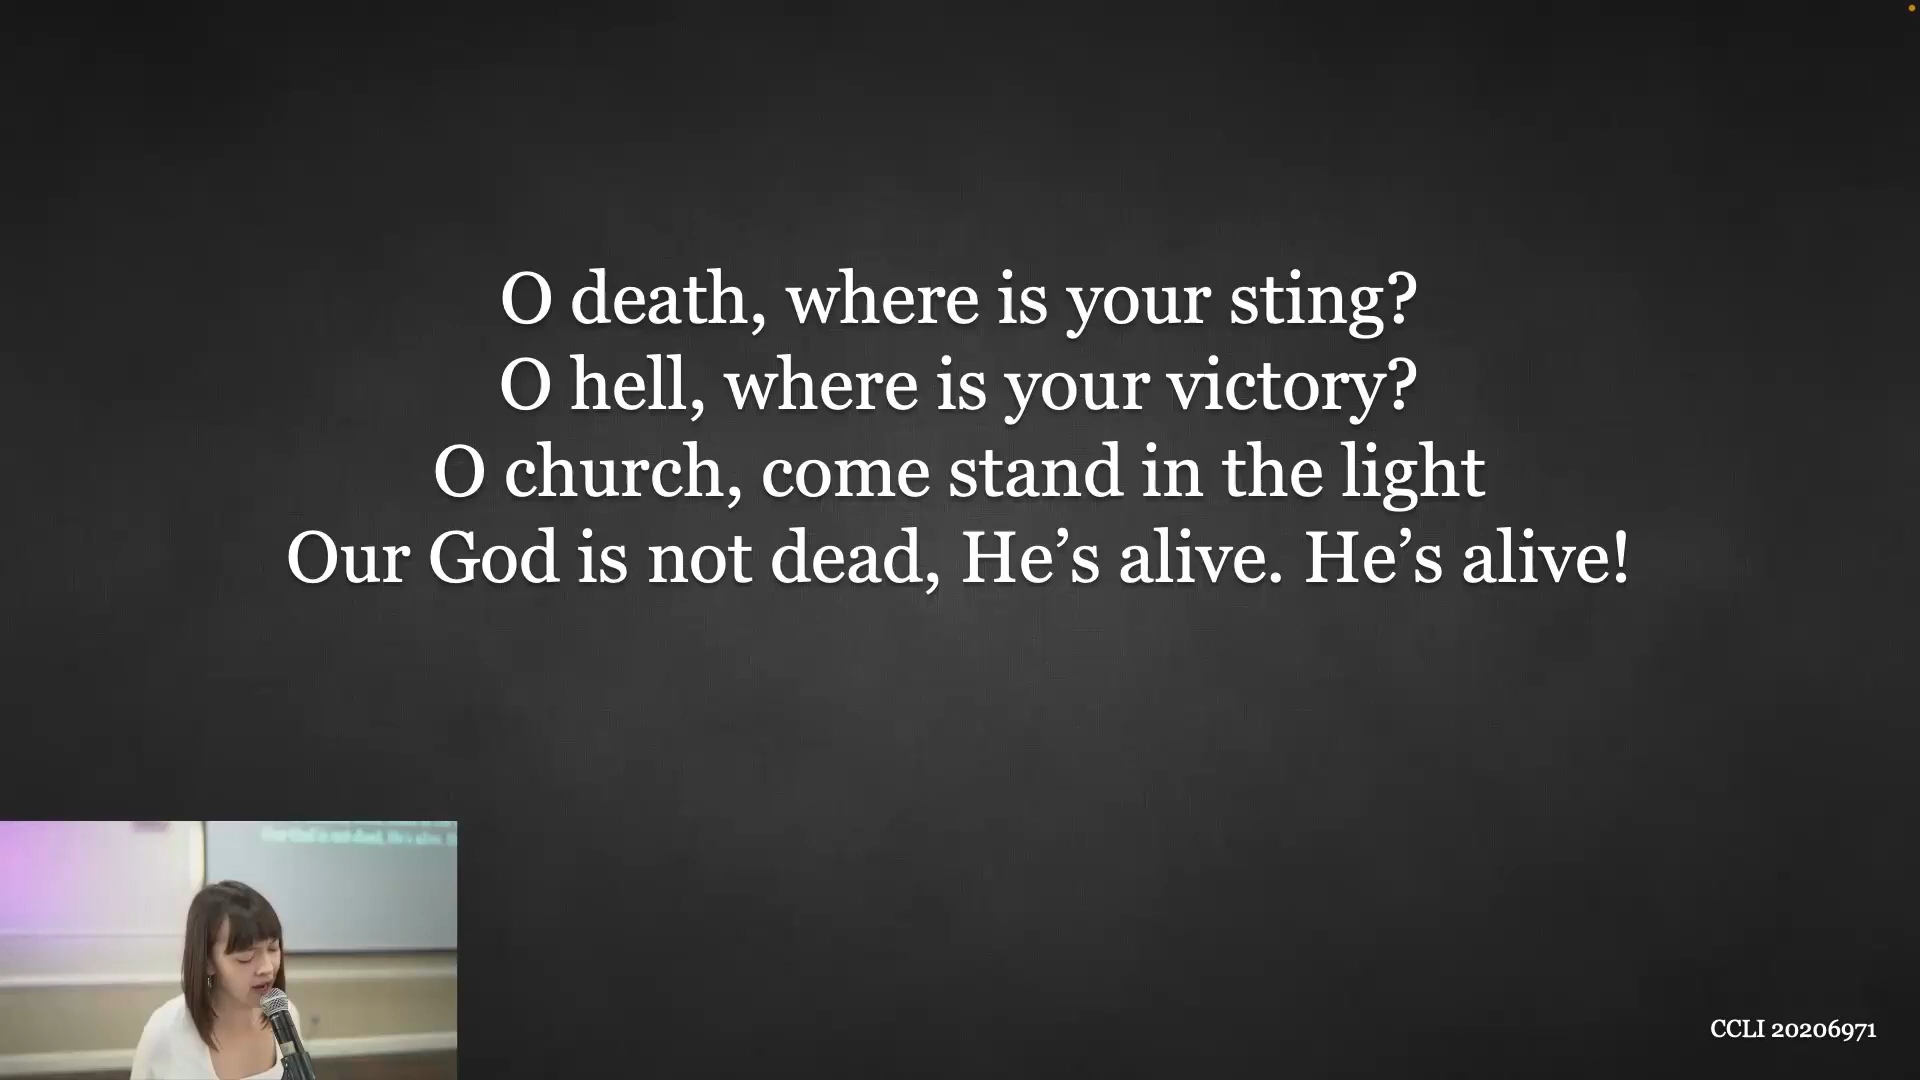 O death, where is your sting?
O hell, where is your victory?
O church, come stand in the light
Our God is not dead, He’s alive. He’s alive!
CCLI 20206971